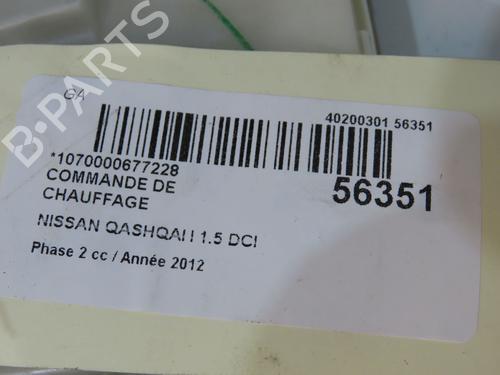 GA
40200301 56351
*1070000677228
56351
COMMANDE DE
CHAUFFAGE
NISSAN QASHQAI I 1.5 DCI
Phase 2 cc / Année 2012
B-PARTS